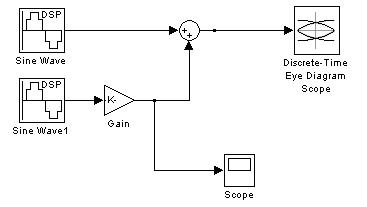 DSP
Sine Wave
+
+
Discrete-Time
Eye Diagram
Scope
DSP
Sine Wave1
K-
Gain
Scope